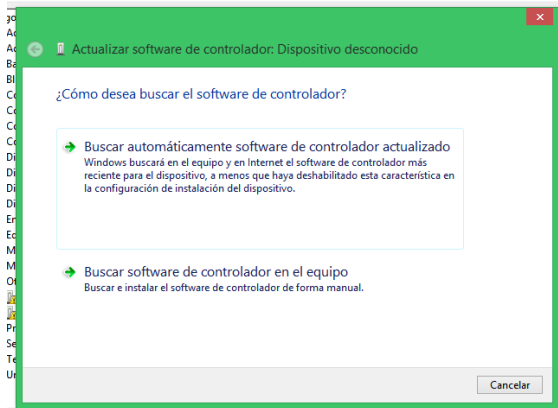 Actualizar software de controlador: Dispositivo desconocido
¿Cómo desea buscar el software de controlador?
Buscar automáticamente software de controlador actualizado
Windows buscará en el equipo y en Internet el software de controlador más
reciente para el dispositivo, a menos que haya deshabilitado esta característica en
la configuración de instalación del dispositivo.
Buscar software de controlador en el equipo
Buscar e instalar el software de controlador de forma manual.
Cancelar